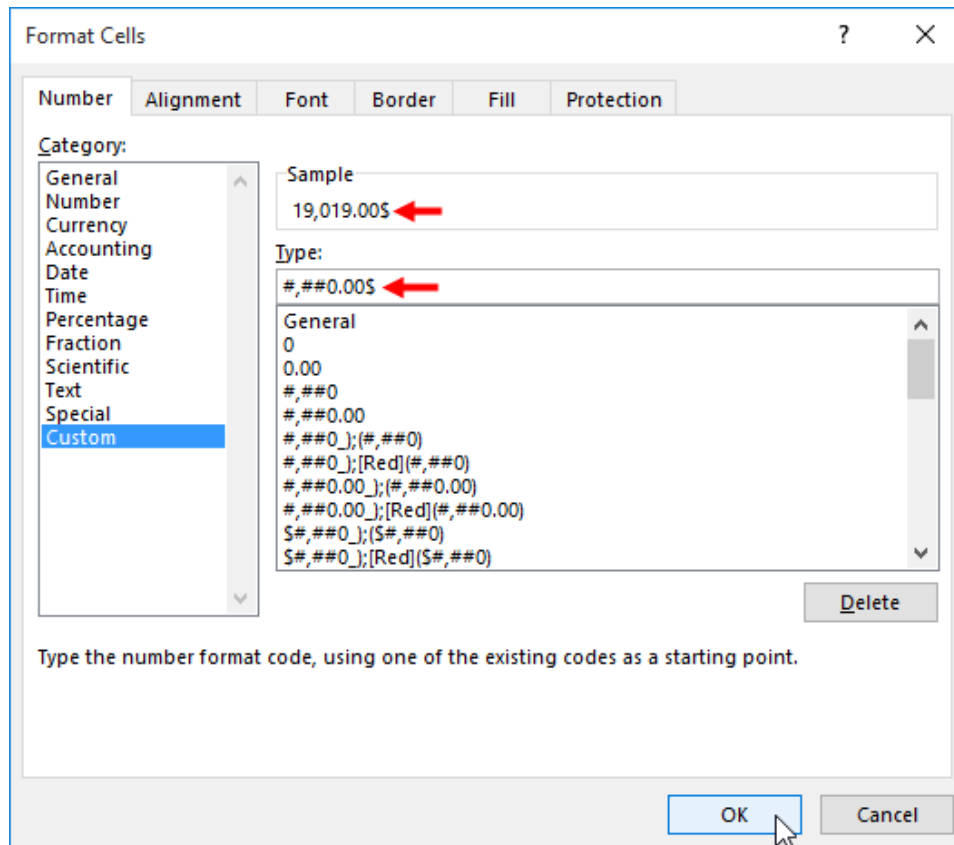 Format Cells ?
Number Alignment Font Border Fill Protection
Category:
General
Number
Currency
Accounting
Date
Time
Percentage
Fraction
Scientific
Text
Special
Custom
Sample
19,019.00$
Type:
#,##0.00$
General
0
0.00
#,##0
#,##0.00
#,##0_);(#,##0)
#,##0_);[Red](#,##0)
#,##0.00_);(#,##0.00)
#,##0.00_);[Red](#,##0.00)
$#,##0_);($#,##0)
$#,##0_);[Red]($#,##0)
Delete
Type the number format code, using one of the existing codes as a starting point.
OK Cancel